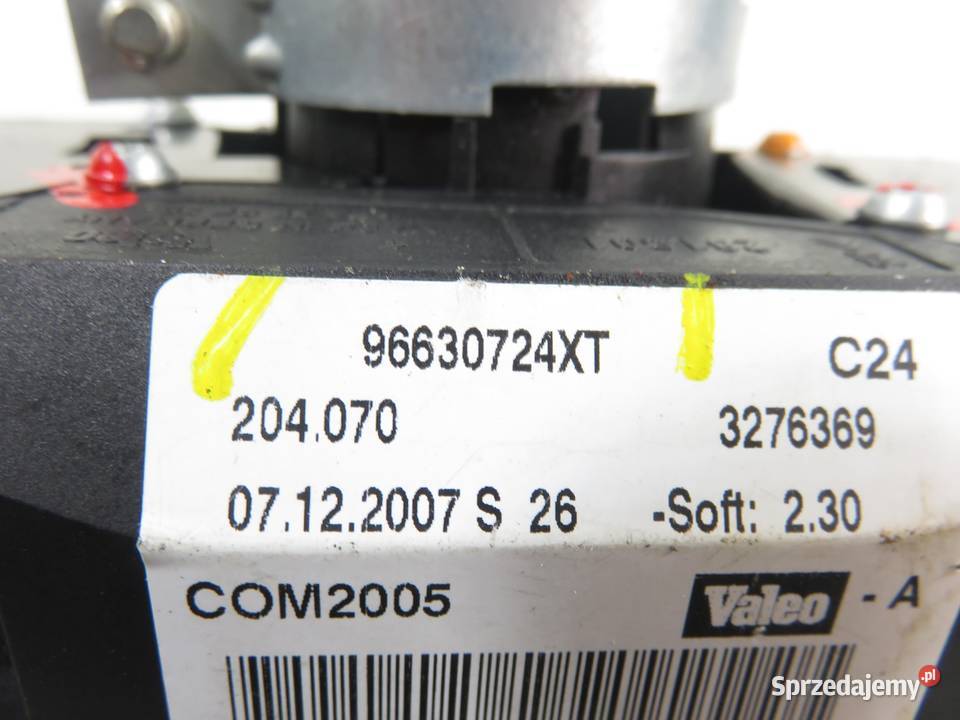 96630724XT C24
204.070 3276369
07.12.2007 S 26 -Soft: 2.30
COM2005 Valeo - A
Sprzedajemy.pl